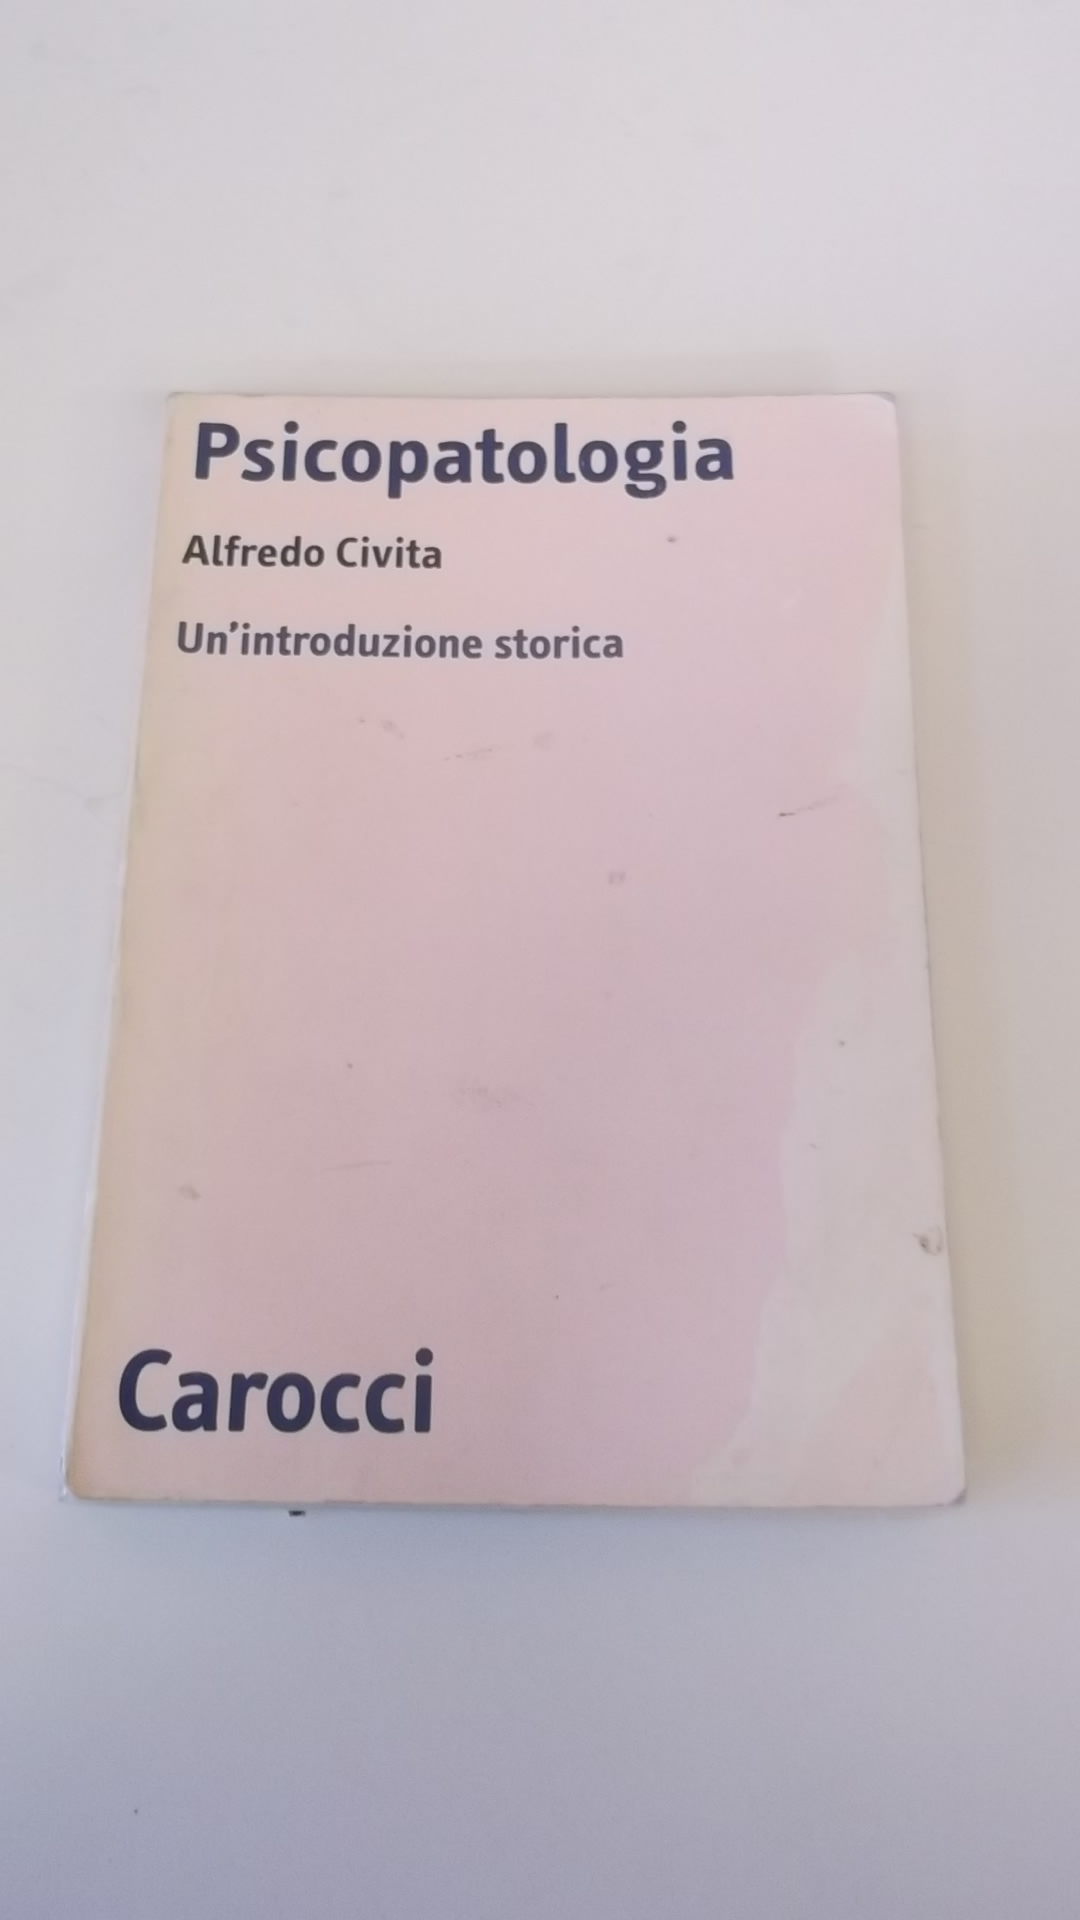 Psicopatologia
Alfredo Civita
Un'introduzione storica
Carocci